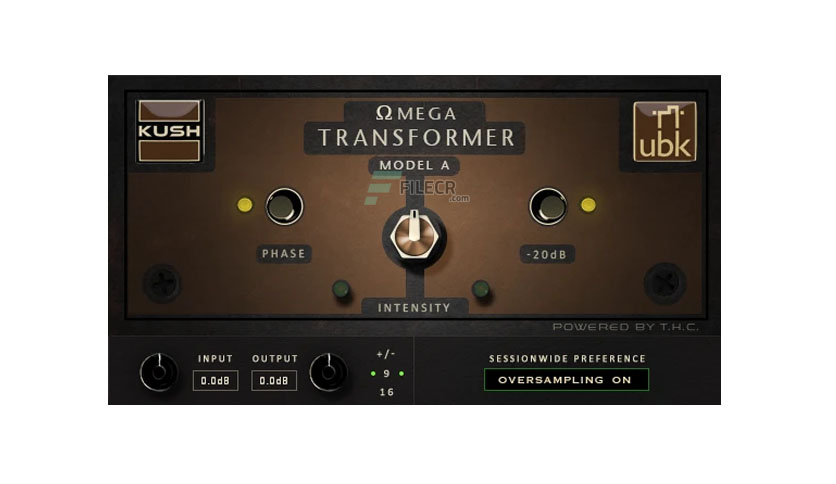 KUSH
ΩMEGA
TRANSFORMER
MODEL A
ubk
FILECR
.com
PHASE
-20dB
INTENSITY
POWERED BY T.H.C.
INPUT
OUTPUT
0.0dB
0.0dB
+/-
9
16
SESSIONWIDE PREFERENCE
OVERSAMPLING ON